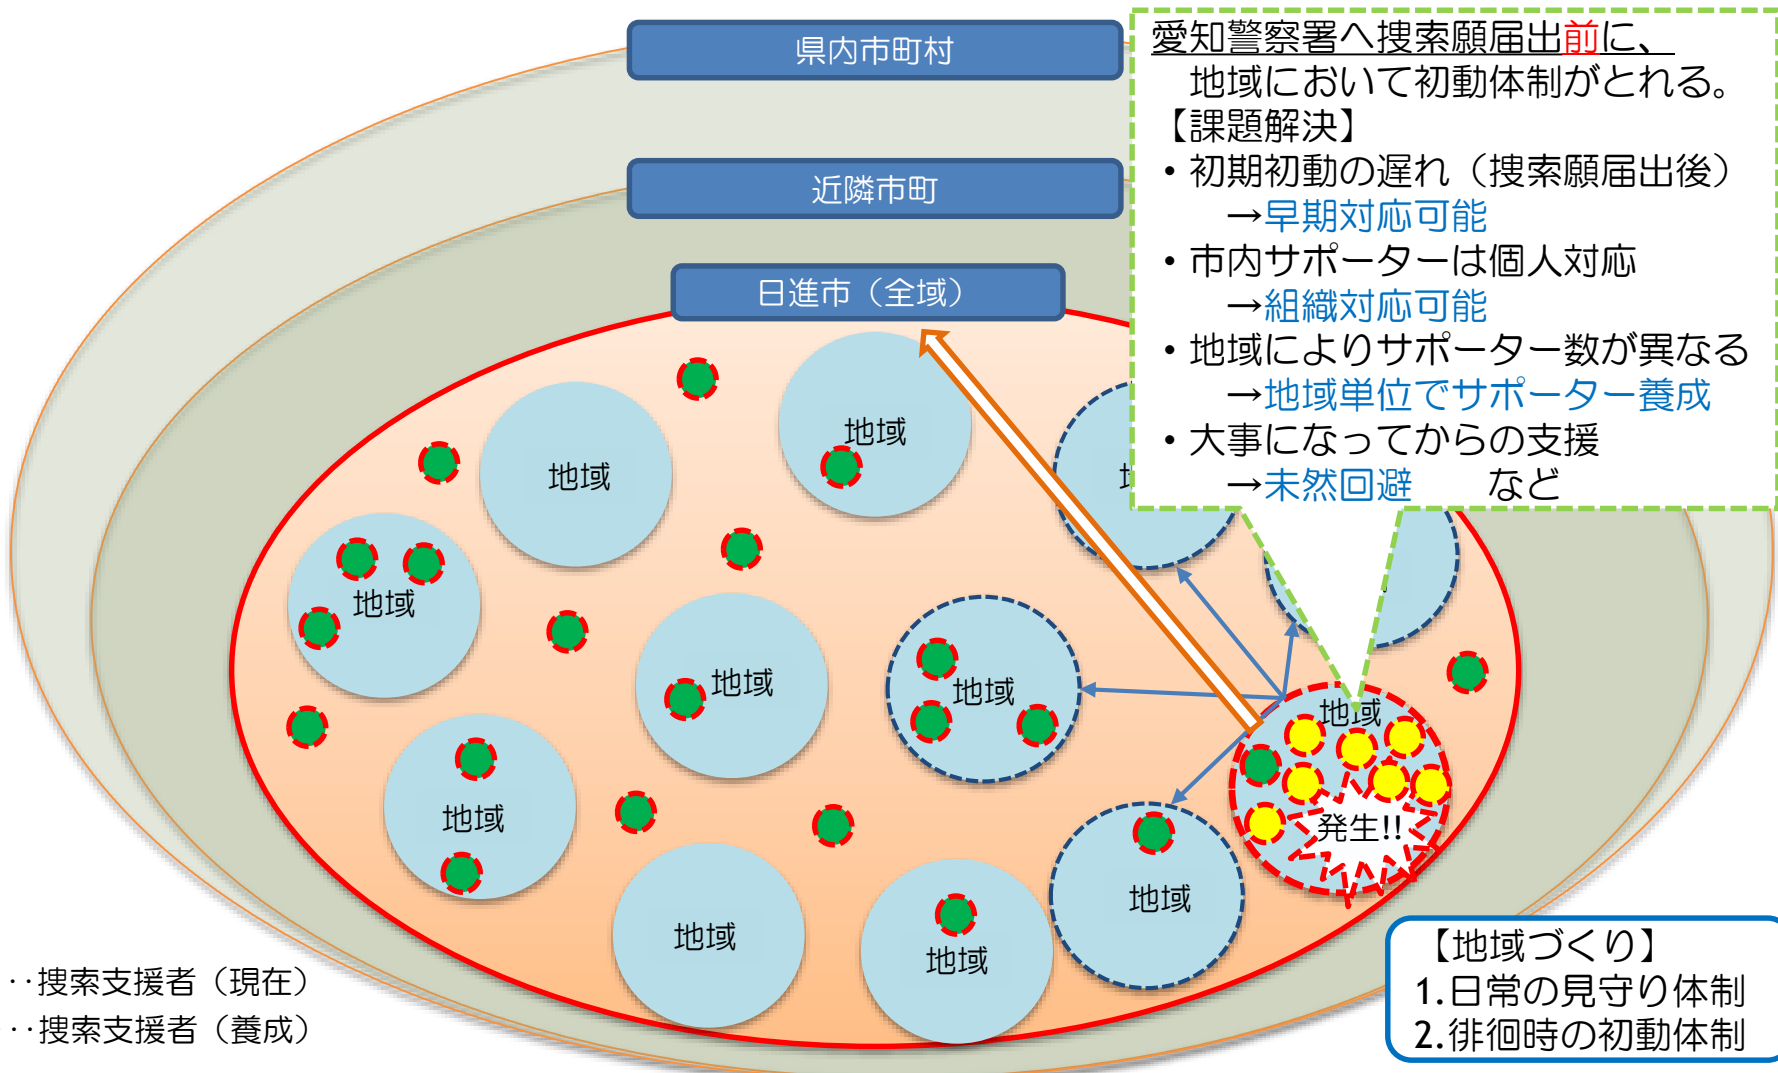 県内市町村
近隣市町
日進市（全域）
愛知警察署へ捜索願届出前に、
地域において初動体制がとれる。
【課題解決】
・初期初動の遅れ（捜索願届出後）
→早期対応可能
・市内サポーターは個人対応
→組織対応可能
・地域によりサポーター数が異なる
→地域単位でサポーター養成
・大事になってからの支援
→未然回避　　など
地域
地域
地域
地域
地域
地域
地域
発生!!
地域
地域
地域
地域
‥捜索支援者（現在）
‥捜索支援者（養成）
【地域づくり】
1.日常の見守り体制
2.徘徊時の初動体制